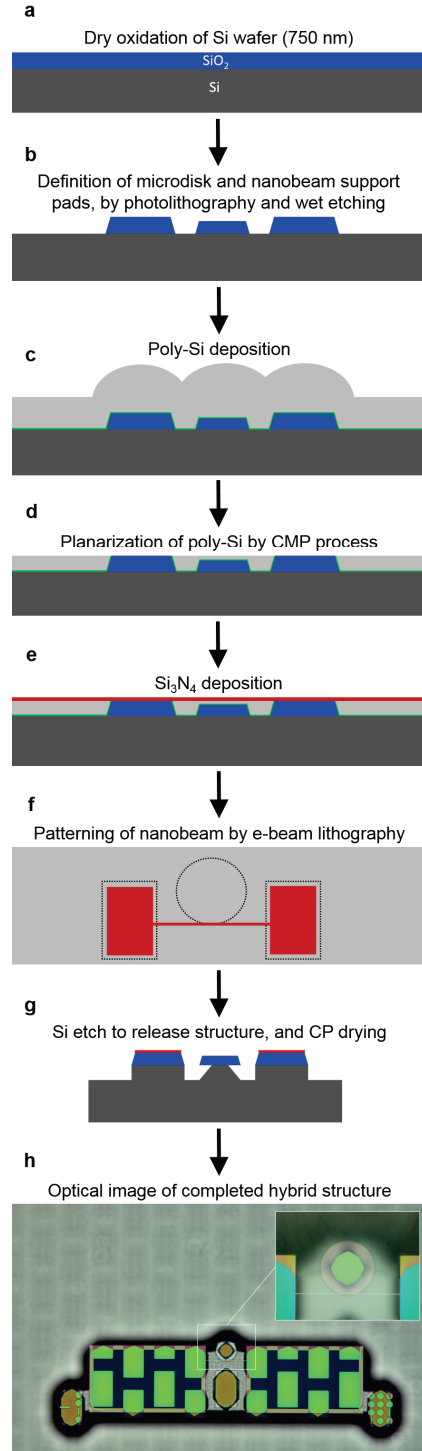 a
Dry oxidation of Si wafer (750 nm)
SiO₂
Si
b
Definition of microdisk and nanobeam support
pads, by photolithography and wet etching
c
Poly-Si deposition
d
Planarization of poly-Si by CMP process
e
Si₃N₄ deposition
f
Patterning of nanobeam by e-beam lithography
g
Si etch to release structure, and CP drying
h
Optical image of completed hybrid structure